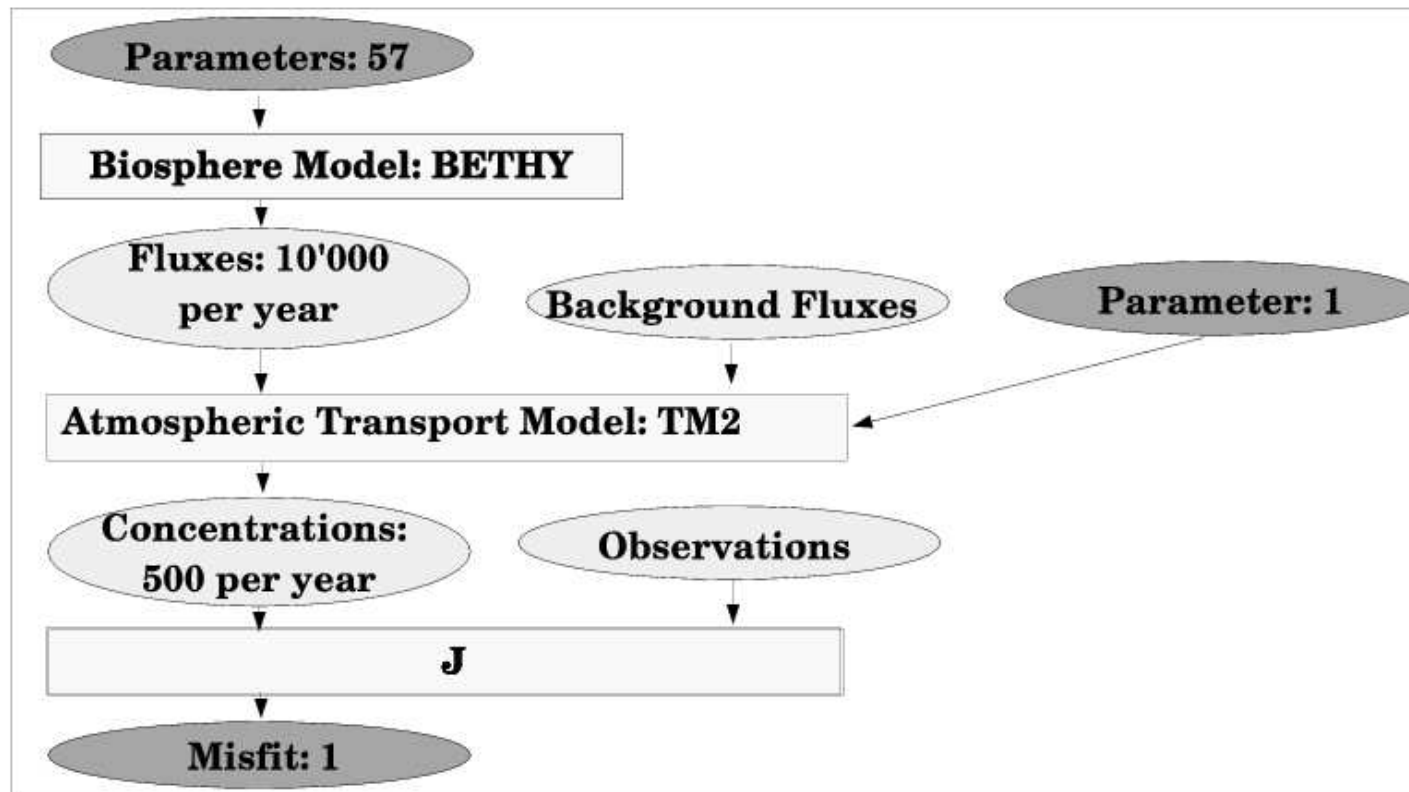 Parameters: 57
Biosphere Model: BETHY
Fluxes: 10'000
per year
Background Fluxes
Parameter: 1
Atmospheric Transport Model: TM2
Concentrations:
500 per year
Observations
J
Misfit: 1